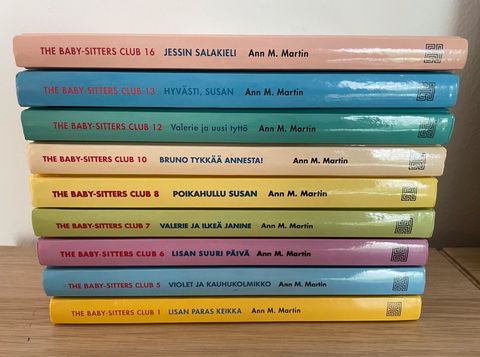 THE BABY-SITTERS CLUB 16 JESSIN SALAKIELI Ann M. Martin
THE BABY-SITTERS CLUB 13 HYVÄSTI, SUSAN Ann M. Martin
THE BABY-SITTERS CLUB 12 Valerie ja uusi tyttö Ann M. Martin
THE BABY-SITTERS CLUB 10 BRUNO TYKKÄÄ ANNESTA! Ann M. Martin
THE BABY-SITTERS CLUB 8 POIKAHULLU SUSAN Ann M. Martin
THE BABY-SITTERS CLUB 7 VALERIE JA ILKEÄ JANINE Ann M. Martin
THE BABY-SITTERS CLUB 6 LISAN SUURI PÄIVÄ Ann M. Martin
THE BABY-SITTERS CLUB 5 VIOLET JA KAUHUKOLMIKKO Ann M. Martin
THE BABY-SITTERS CLUB 1 LISAN PARAS KEIKKA Ann M. Martin